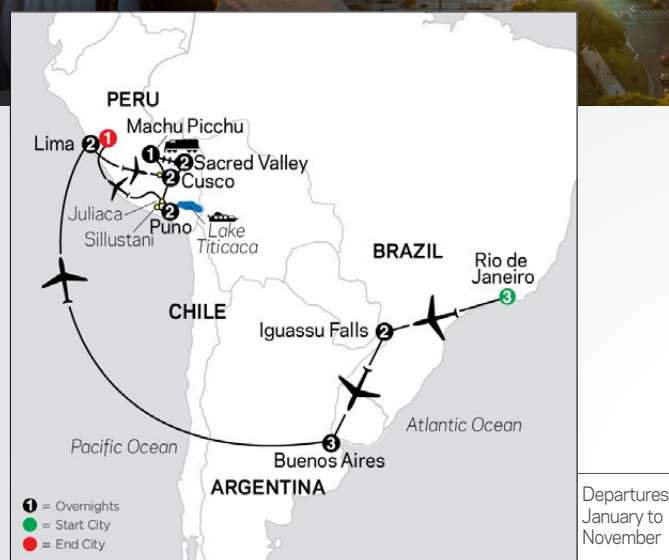 PERU
Machu Picchu
Lima 2 1
1
2 Sacred Valley
2 Cusco
Juliaca
Sillustani
2
Puno
Lake
Titicaca
BRAZIL
Rio de
Janeiro
3
CHILE
Iguassu Falls 2
Atlantic Ocean
Pacific Ocean
3
Buenos Aires
ARGENTINA
1 = Overnights
= Start City
= End City
Departures
January to
November